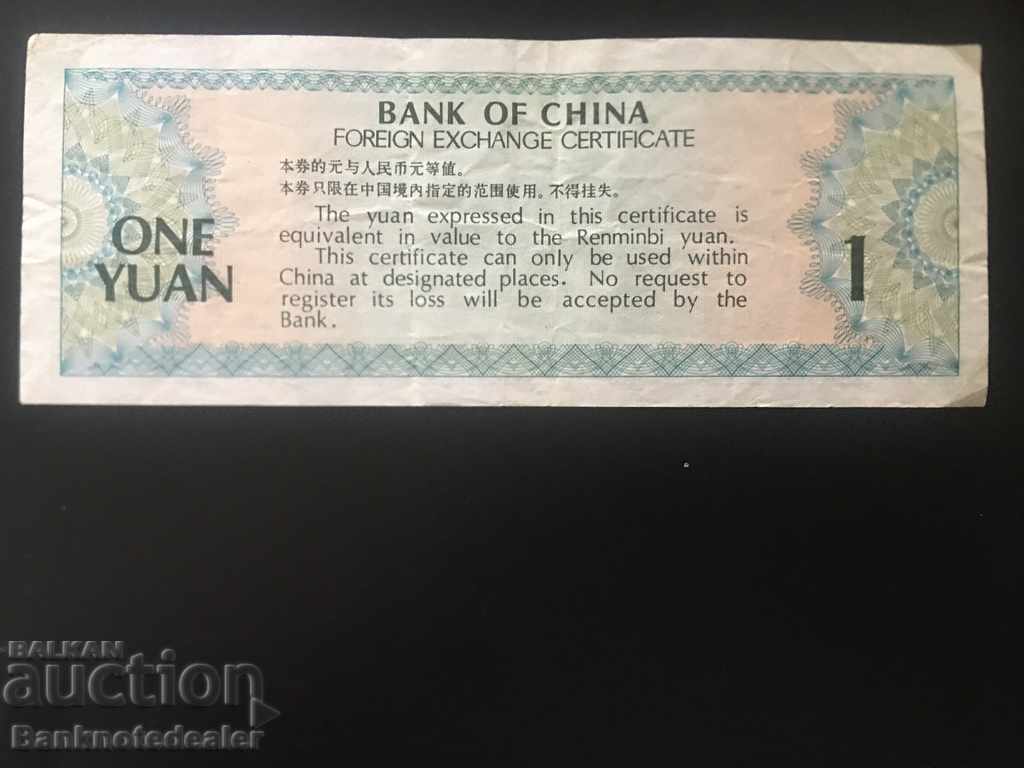 BANK OF CHINA
FOREIGN EXCHANGE CERTIFICATE
本券的元与人民币元等值。
本券只限在中国境内指定的范围使用。不得挂失。
The yuan expressed in this certificate is
equivalent in value to the Renminbi yuan.
This certificate can only be used within
China at designated places. No request to
register its loss will be accepted by the
Bank.
ONE
YUAN
1
BALKAN
auction
Banknotedealer